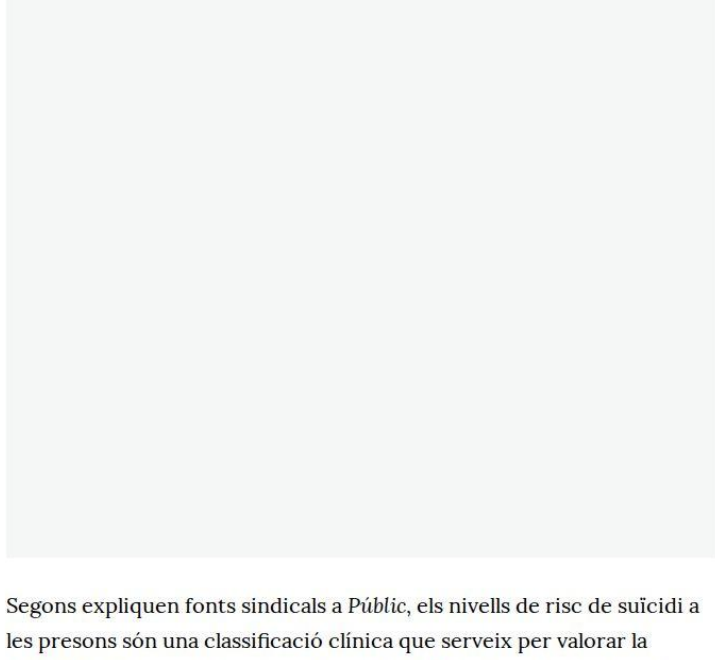 Segons expliquen fonts sindicals a Públic, els nivells de risc de suïcidi a
les presons són una classificació clínica que serveix per valorar la